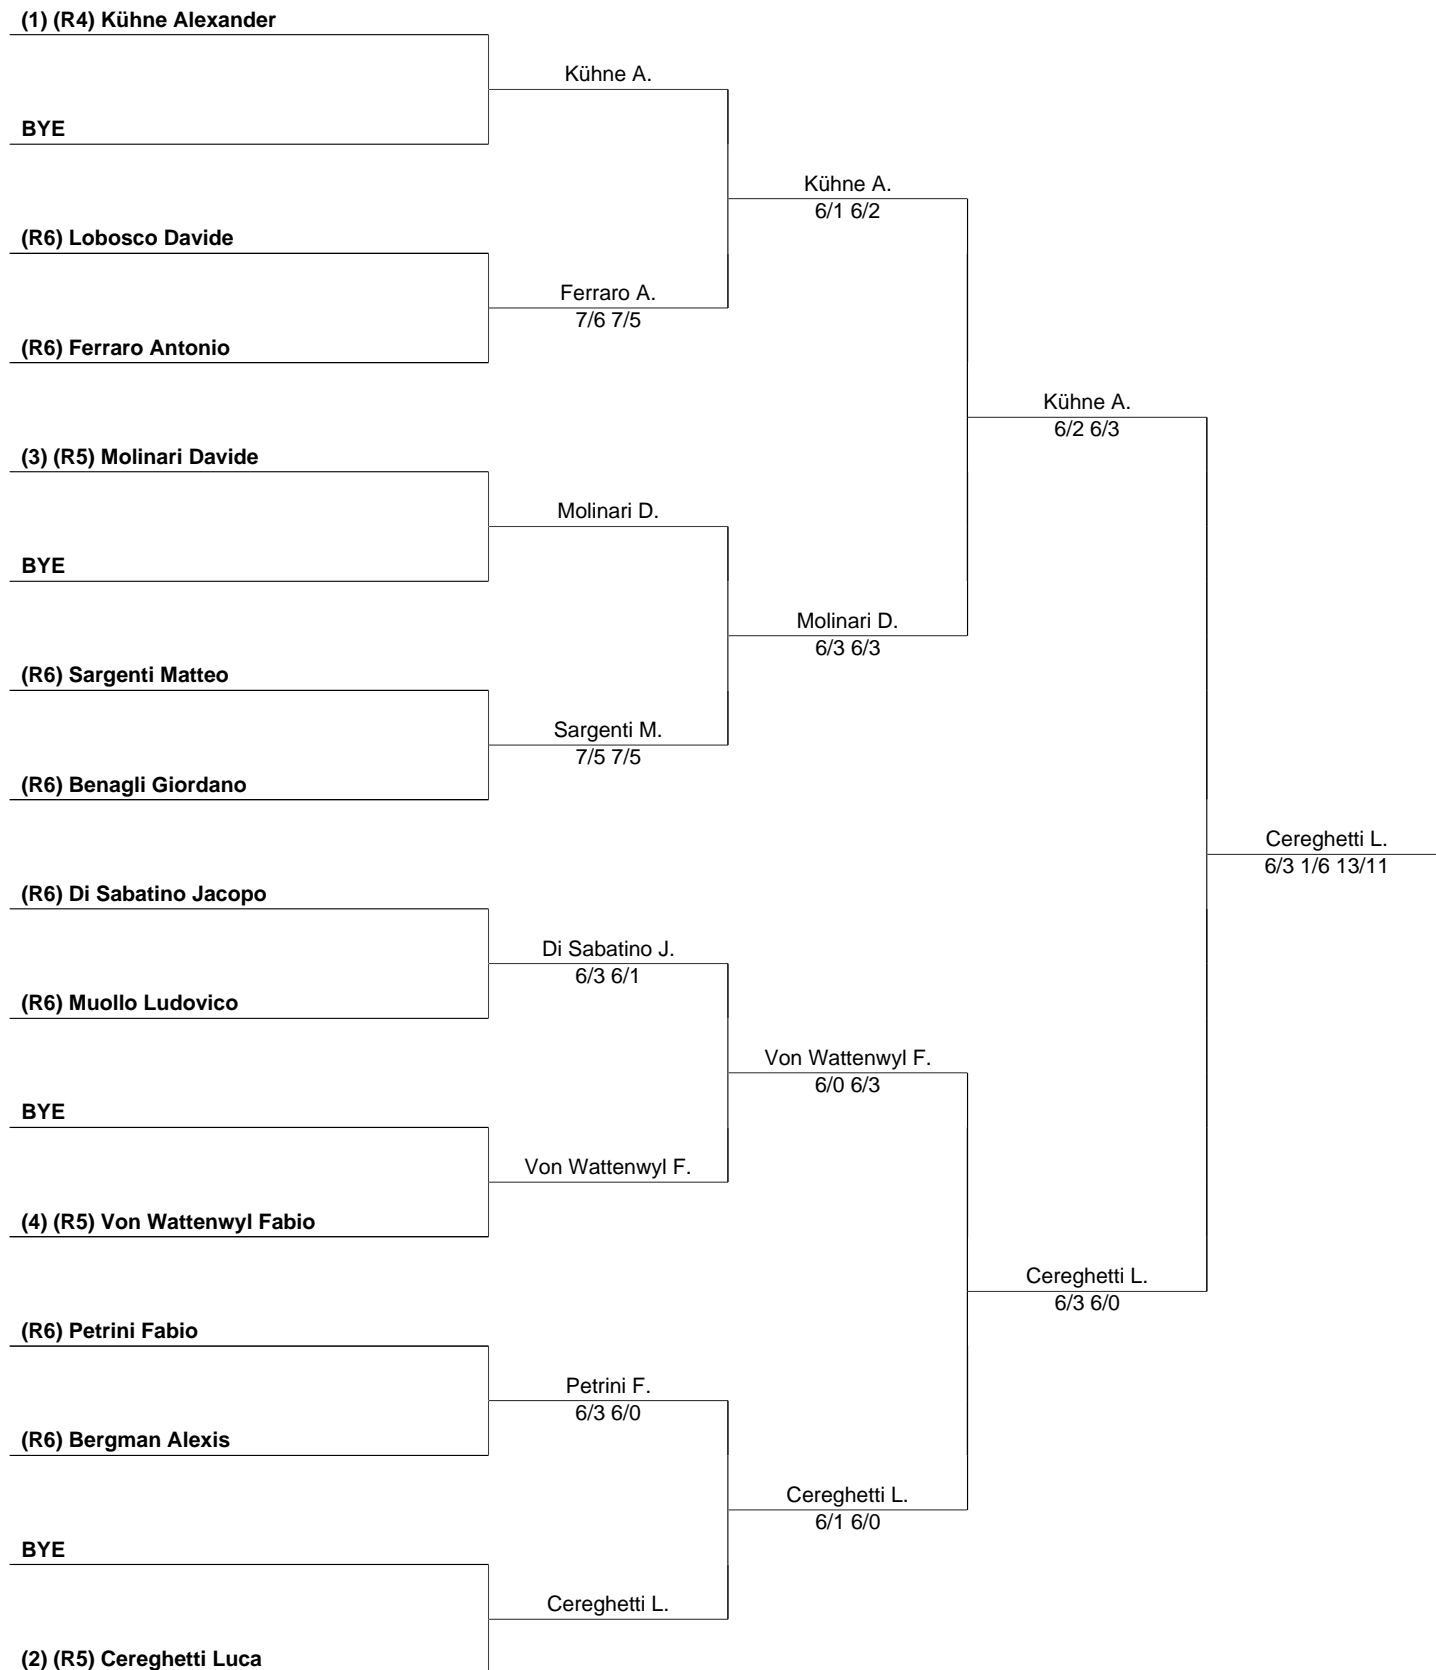 (1) (R4) Kühne Alexander
Kühne A.
BYE
Kühne A.
6/1 6/2
(R6) Lobosco Davide
Ferraro A.
7/6 7/5
(R6) Ferraro Antonio
Kühne A.
6/2 6/3
(3) (R5) Molinari Davide
Molinari D.
BYE
Molinari D.
6/3 6/3
(R6) Sargenti Matteo
Sargenti M.
7/5 7/5
(R6) Benagli Giordano
Cereghetti L.
6/3 1/6 13/11
(R6) Di Sabatino Jacopo
Di Sabatino J.
6/3 6/1
(R6) Muollo Ludovico
Von Wattenwyl F.
6/0 6/3
BYE
Von Wattenwyl F.
(4) (R5) Von Wattenwyl Fabio
Cereghetti L.
6/3 6/0
(R6) Petrini Fabio
Petrini F.
6/3 6/0
(R6) Bergman Alexis
Cereghetti L.
6/1 6/0
BYE
Cereghetti L.
(2) (R5) Cereghetti Luca